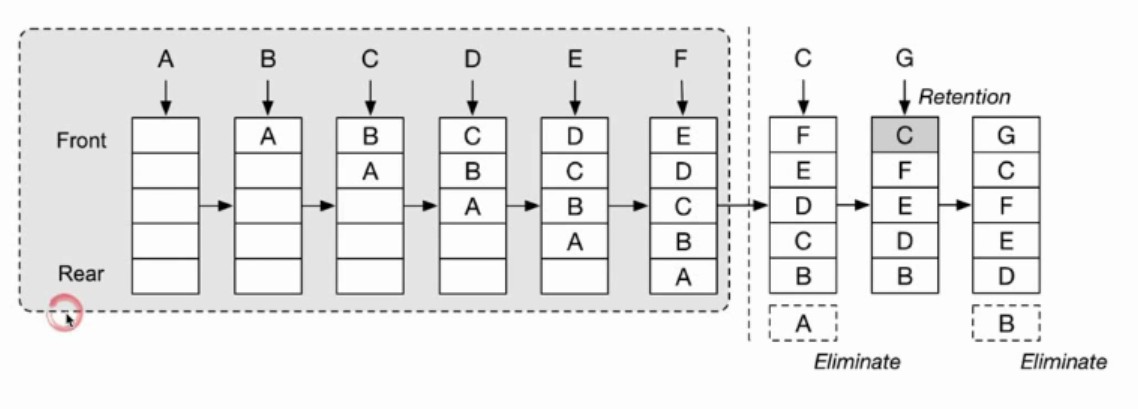 A B C D E F C G
Retention
Front A B C D E F C G
A B C D E F C
A B C D E F
A B C D E
Rear A B B D
A B
Eliminate Eliminate